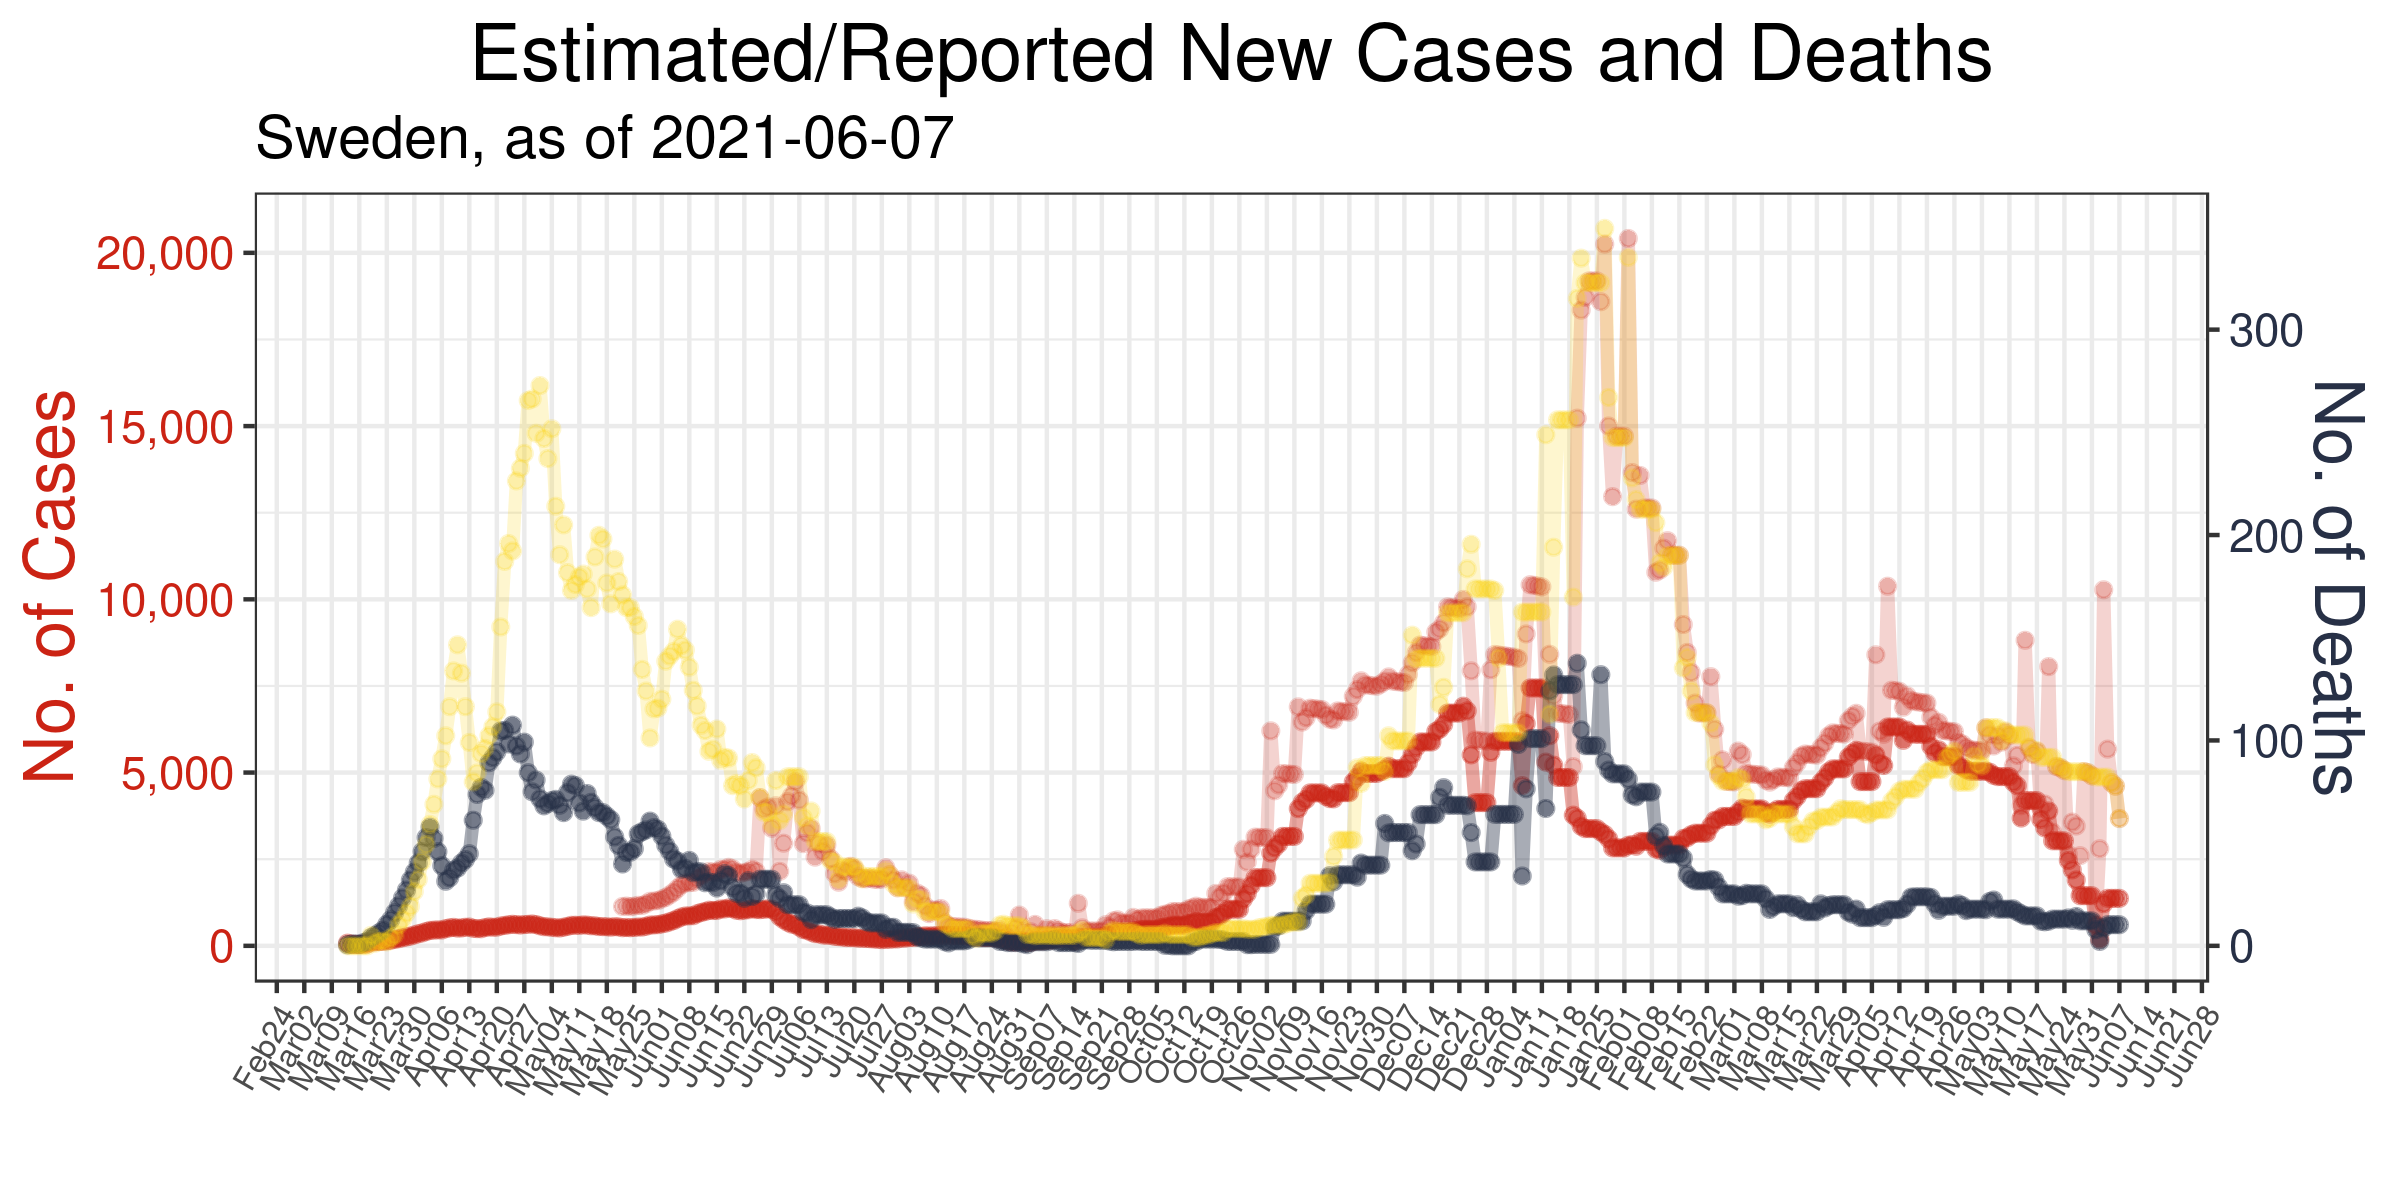 Estimated/Reported New Cases and Deaths
Sweden, as of 2021-06-07
No. of Cases
20,000
15,000
10,000
5,000
0
300
200
100
0
No. of Deaths
Feb24
Mar02
Mar09
Mar16
Mar23
Mar30
Apr06
Apr13
Apr20
Apr27
May04
May11
May18
May25
Jun01
Jun08
Jun15
Jun22
Jun29
Jul06
Jul13
Jul20
Jul27
Aug03
Aug10
Aug17
Aug24
Aug31
Sep07
Sep14
Sep21
Sep28
Oct05
Oct12
Oct19
Oct26
Nov02
Nov09
Nov16
Nov23
Nov30
Dec07
Dec14
Dec21
Dec28
Jan04
Jan11
Jan18
Jan25
Feb01
Feb08
Feb15
Feb22
Mar01
Mar08
Mar15
Mar22
Mar29
Apr05
Apr12
Apr19
Apr26
May03
May10
May17
May24
May31
Jun07
Jun14
Jun21
Jun28